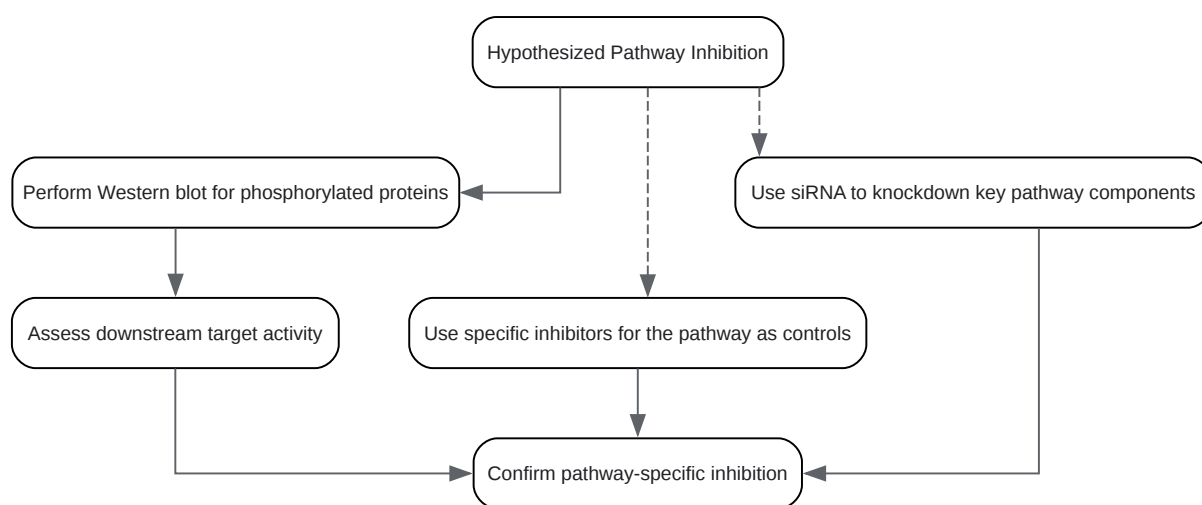 Hypothesized Pathway Inhibition
Perform Western blot for phosphorylated proteins
Use siRNA to knockdown key pathway components
Assess downstream target activity
Use specific inhibitors for the pathway as controls
Confirm pathway-specific inhibition